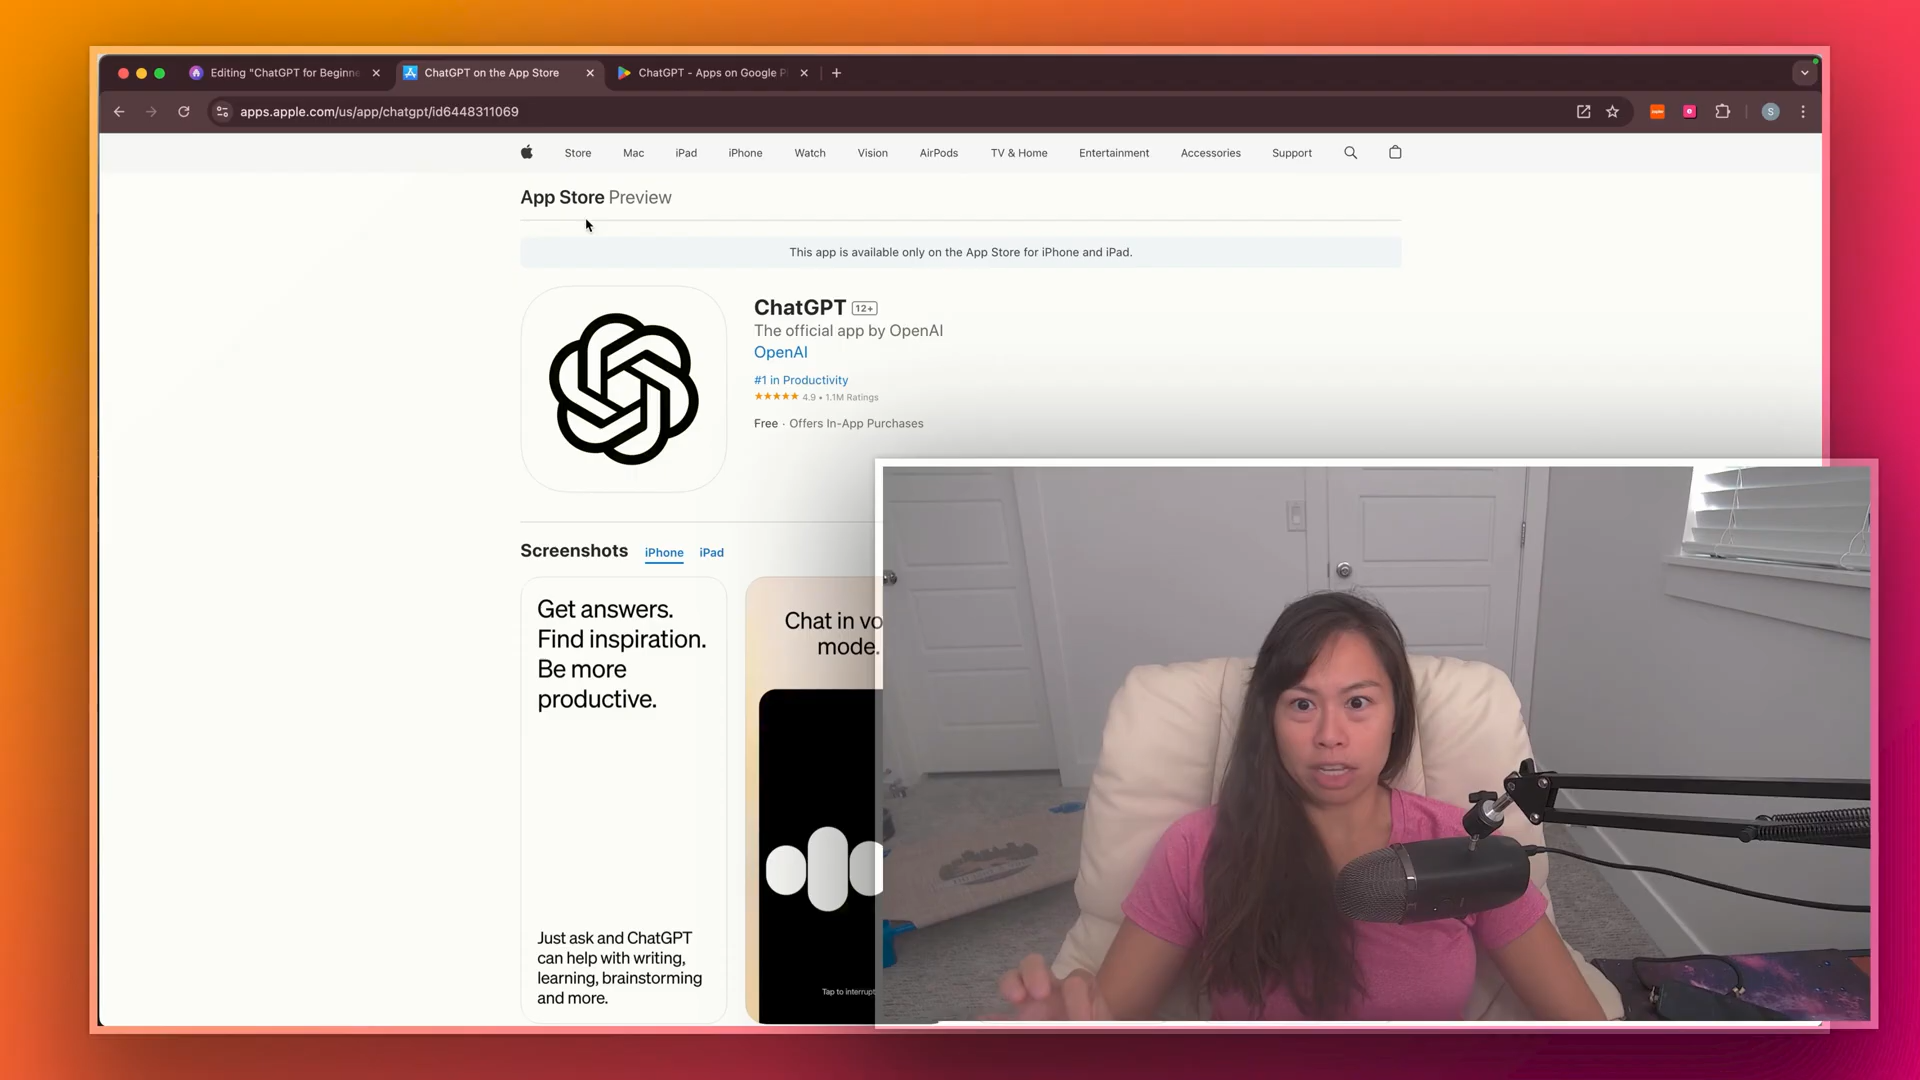 Editing "ChatGPT for Beginne
ChatGPT on the App Store
ChatGPT - Apps on Google P
apps.apple.com/us/app/chatgpt/id6448311069
S
Store Mac iPad iPhone Watch Vision AirPods TV & Home Entertainment Accessories Support
App Store Preview
This app is available only on the App Store for iPhone and iPad.
ChatGPT 12+
The official app by OpenAI
OpenAI
#1 in Productivity
4.9 • 1.1M Ratings
Free · Offers In-App Purchases
Screenshots iPhone iPad
Get answers.
Find inspiration.
Be more
productive.
Just ask and ChatGPT
can help with writing,
learning, brainstorming
and more.
Chat in vo
mode.
Tap to interrupt